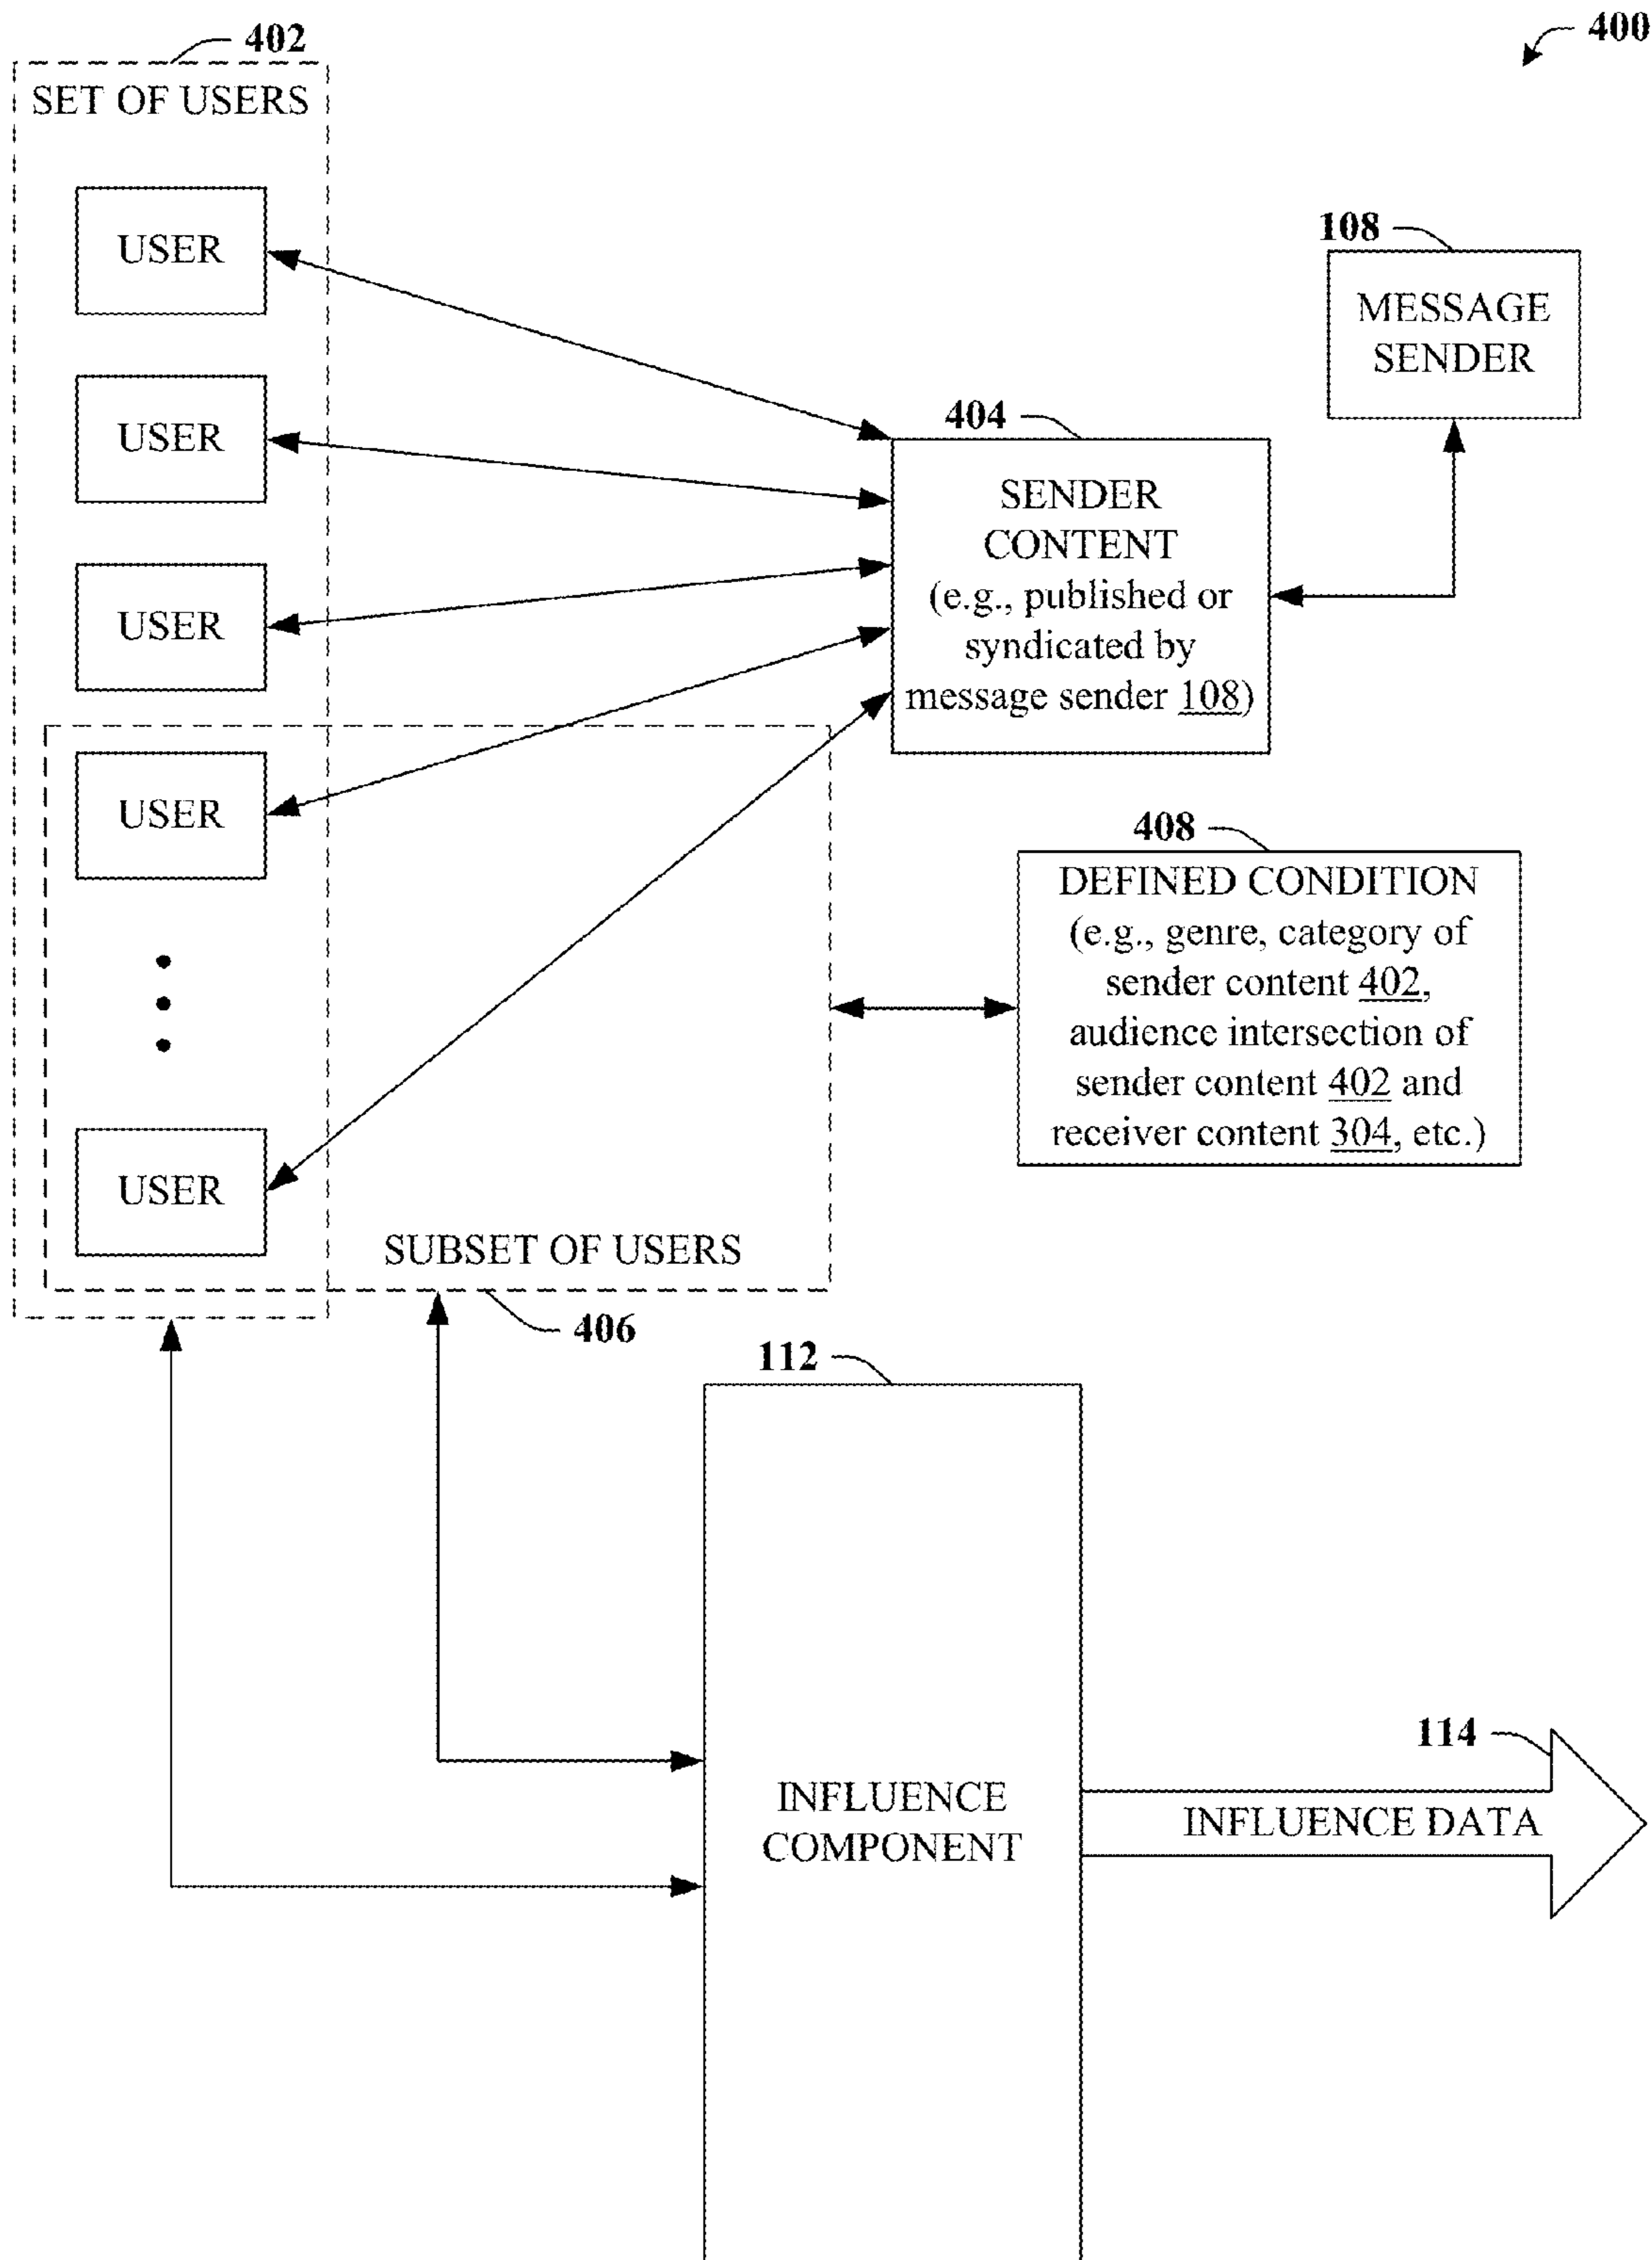 400
402
SET OF USERS
USER
USER
USER
USER
USER
SUBSET OF USERS
406
108
MESSAGE
SENDER
404
SENDER
CONTENT
(e.g., published or
syndicated by
message sender 108)
408
DEFINED CONDITION
(e.g., genre, category of
sender content 402,
audience intersection of
sender content 402 and
receiver content 304, etc.)
112
INFLUENCE
COMPONENT
114
INFLUENCE DATA